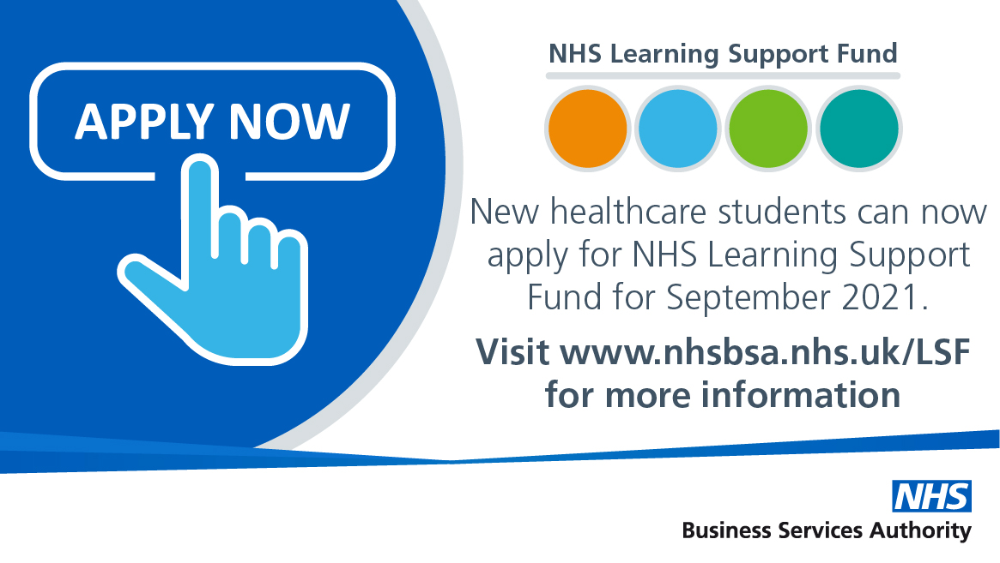 APPLY NOW
NHS Learning Support Fund
New healthcare students can now
apply for NHS Learning Support
Fund for September 2021.
Visit www.nhsbsa.nhs.uk/LSF
for more information
NHS
Business Services Authority